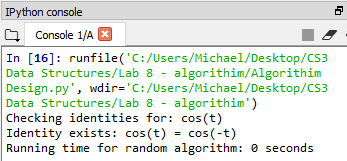 IPython console
Console 1/A
In [16]: runfile('C:/Users/Michael/Desktop/CS3
Data Structures/Lab 8 - algorithim/Algorithim
Design.py', wdir='C:/Users/Michael/Desktop/CS3
Data Structures/Lab 8 - algorithim')
Checking identities for: cos(t)
Identity exists: cos(t) = cos(-t)
Running time for random algorithm: 0 seconds